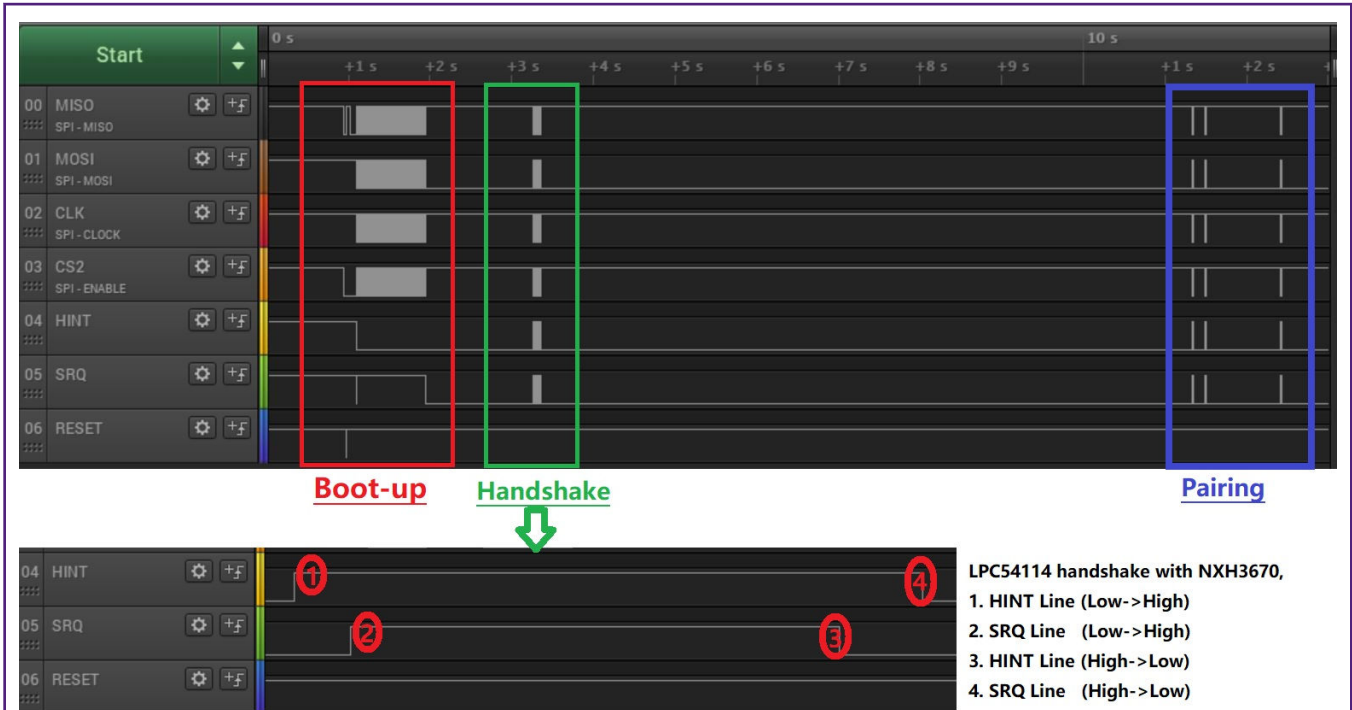 Start
0 s
10 s
+1 s +2 s +3 s +4 s +5 s +6 s +7 s +8 s +9 s +1 s +2 s
00 MISO
SPI - MISO
01 MOSI
SPI - MOSI
02 CLK
SPI - CLOCK
03 CS2
SPI - ENABLE
04 HINT
05 SRQ
06 RESET
Boot-up
Handshake
Pairing
04 HINT
1
4
05 SRQ
2
3
06 RESET
LPC54114 handshake with NXH3670,
1. HINT Line (Low->High)
2. SRQ Line (Low->High)
3. HINT Line (High->Low)
4. SRQ Line (High->Low)